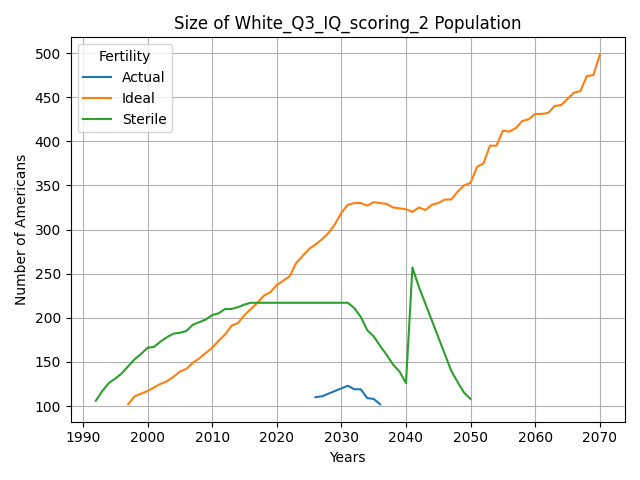 Size of White_Q3_IQ_scoring_2 Population
Fertility
Actual
Ideal
Sterile
Number of Americans
500
450
400
350
300
250
200
150
100
1990 2000 2010 2020 2030 2040 2050 2060 2070
Years